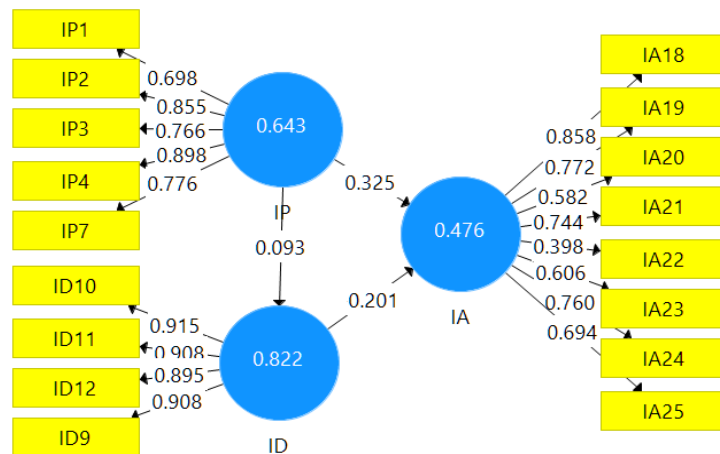 IP1
IP2
IP3
IP4
IP7
0.698
0.855
0.766
0.898
0.776
0.643
IP
0.093
0.325
ID10
ID11
ID12
ID9
0.915
0.908
0.895
0.908
0.822
ID
0.201
0.476
IA
0.858
0.772
0.582
0.744
0.398
0.606
0.760
0.694
IA18
IA19
IA20
IA21
IA22
IA23
IA24
IA25